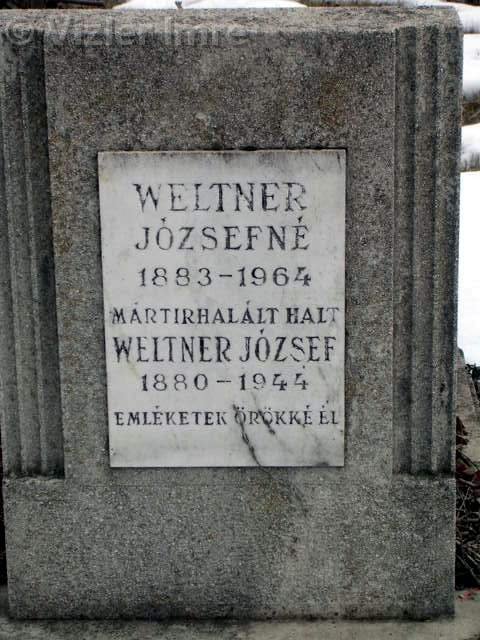 © Vizler Imre
WELTNER
JÓZSEFNÉ
1883-1964
MÁRTIRHALÁLT HALT
WELTNER JÓZSEF
1880-1944
EMLÉKETEK ÖRÖKKÉ ÉL